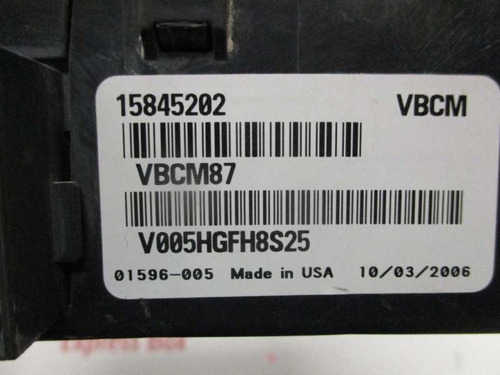 15845202 VBCM
VBCM87
V005HGFH8S25
01596-005 Made in USA 10/03/2006